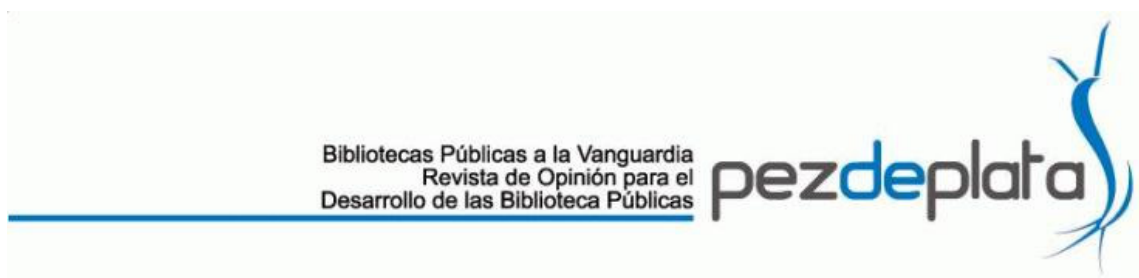 Bibliotecas Públicas a la Vanguardia
Revista de Opinión para el
Desarrollo de las Biblioteca Públicas
pezdeplata